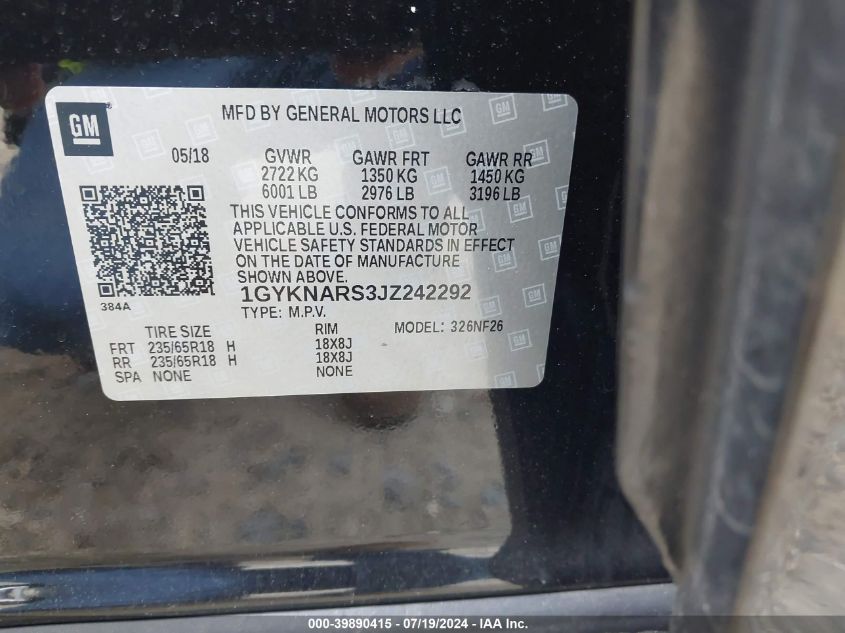 GM
MFD BY GENERAL MOTORS LLC
05/18 GVWR GAWR FRT GAWR RR
2722 KG 1350 KG 1450 KG
6001 LB 2976 LB 3196 LB
THIS VEHICLE CONFORMS TO ALL
APPLICABLE U.S. FEDERAL MOTOR
VEHICLE SAFETY STANDARDS IN EFFECT
ON THE DATE OF MANUFACTURE
SHOWN ABOVE.
384A
1GYKNARS3JZ242292
TYPE: M.P.V. MODEL: 326NF26
TIRE SIZE RIM
FRT 235/65R18 H 18X8J
RR 235/65R18 H 18X8J
SPA NONE NONE
000-39890415 - 07/19/2024 - IAA Inc.